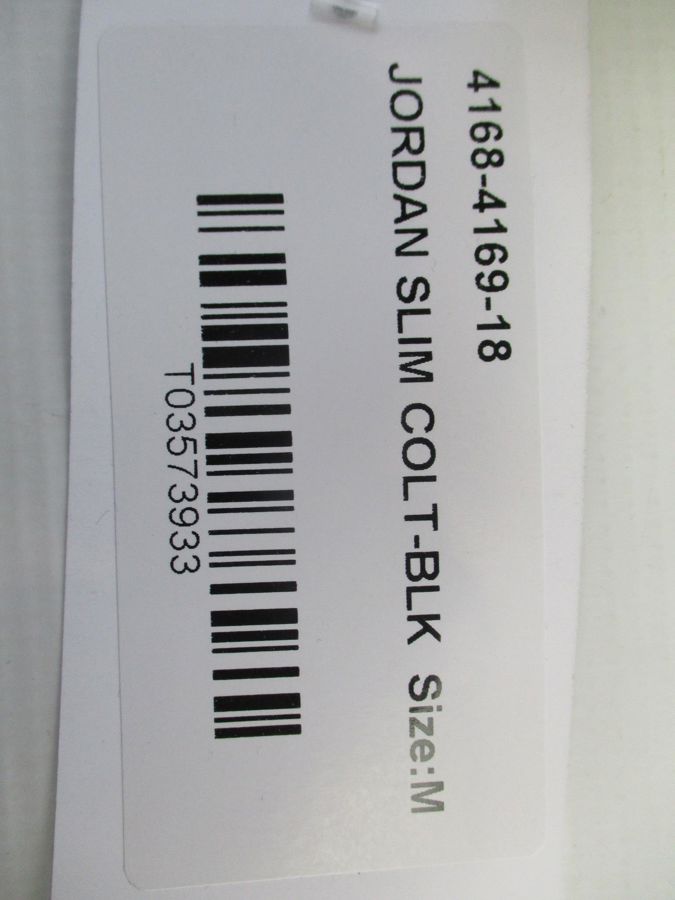 4168-4169-18
JORDAN SLIM COLT-BLK Size:M
T03573933